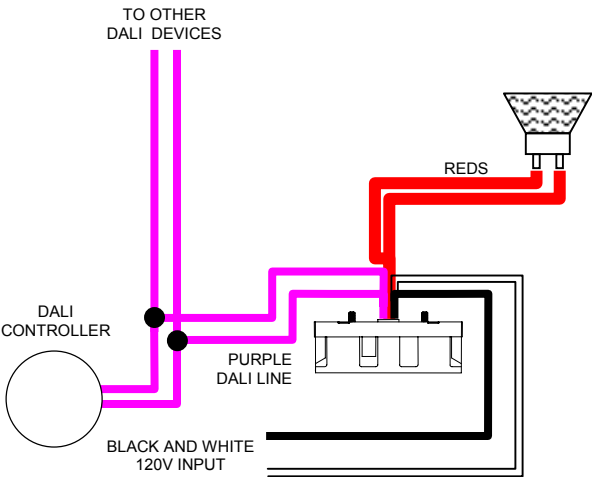 TO OTHER
DALI DEVICES
REDS
DALI
CONTROLLER
PURPLE
DALI LINE
BLACK AND WHITE
120V INPUT